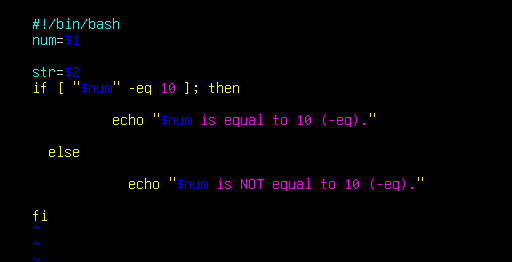 #!/bin/bash
num=$1
str=$2
if [ "$num" -eq 10 ]; then
echo "$num is equal to 10 (-eq)."
else
echo "$num is NOT equal to 10 (-eq)."
fi
~
~
~